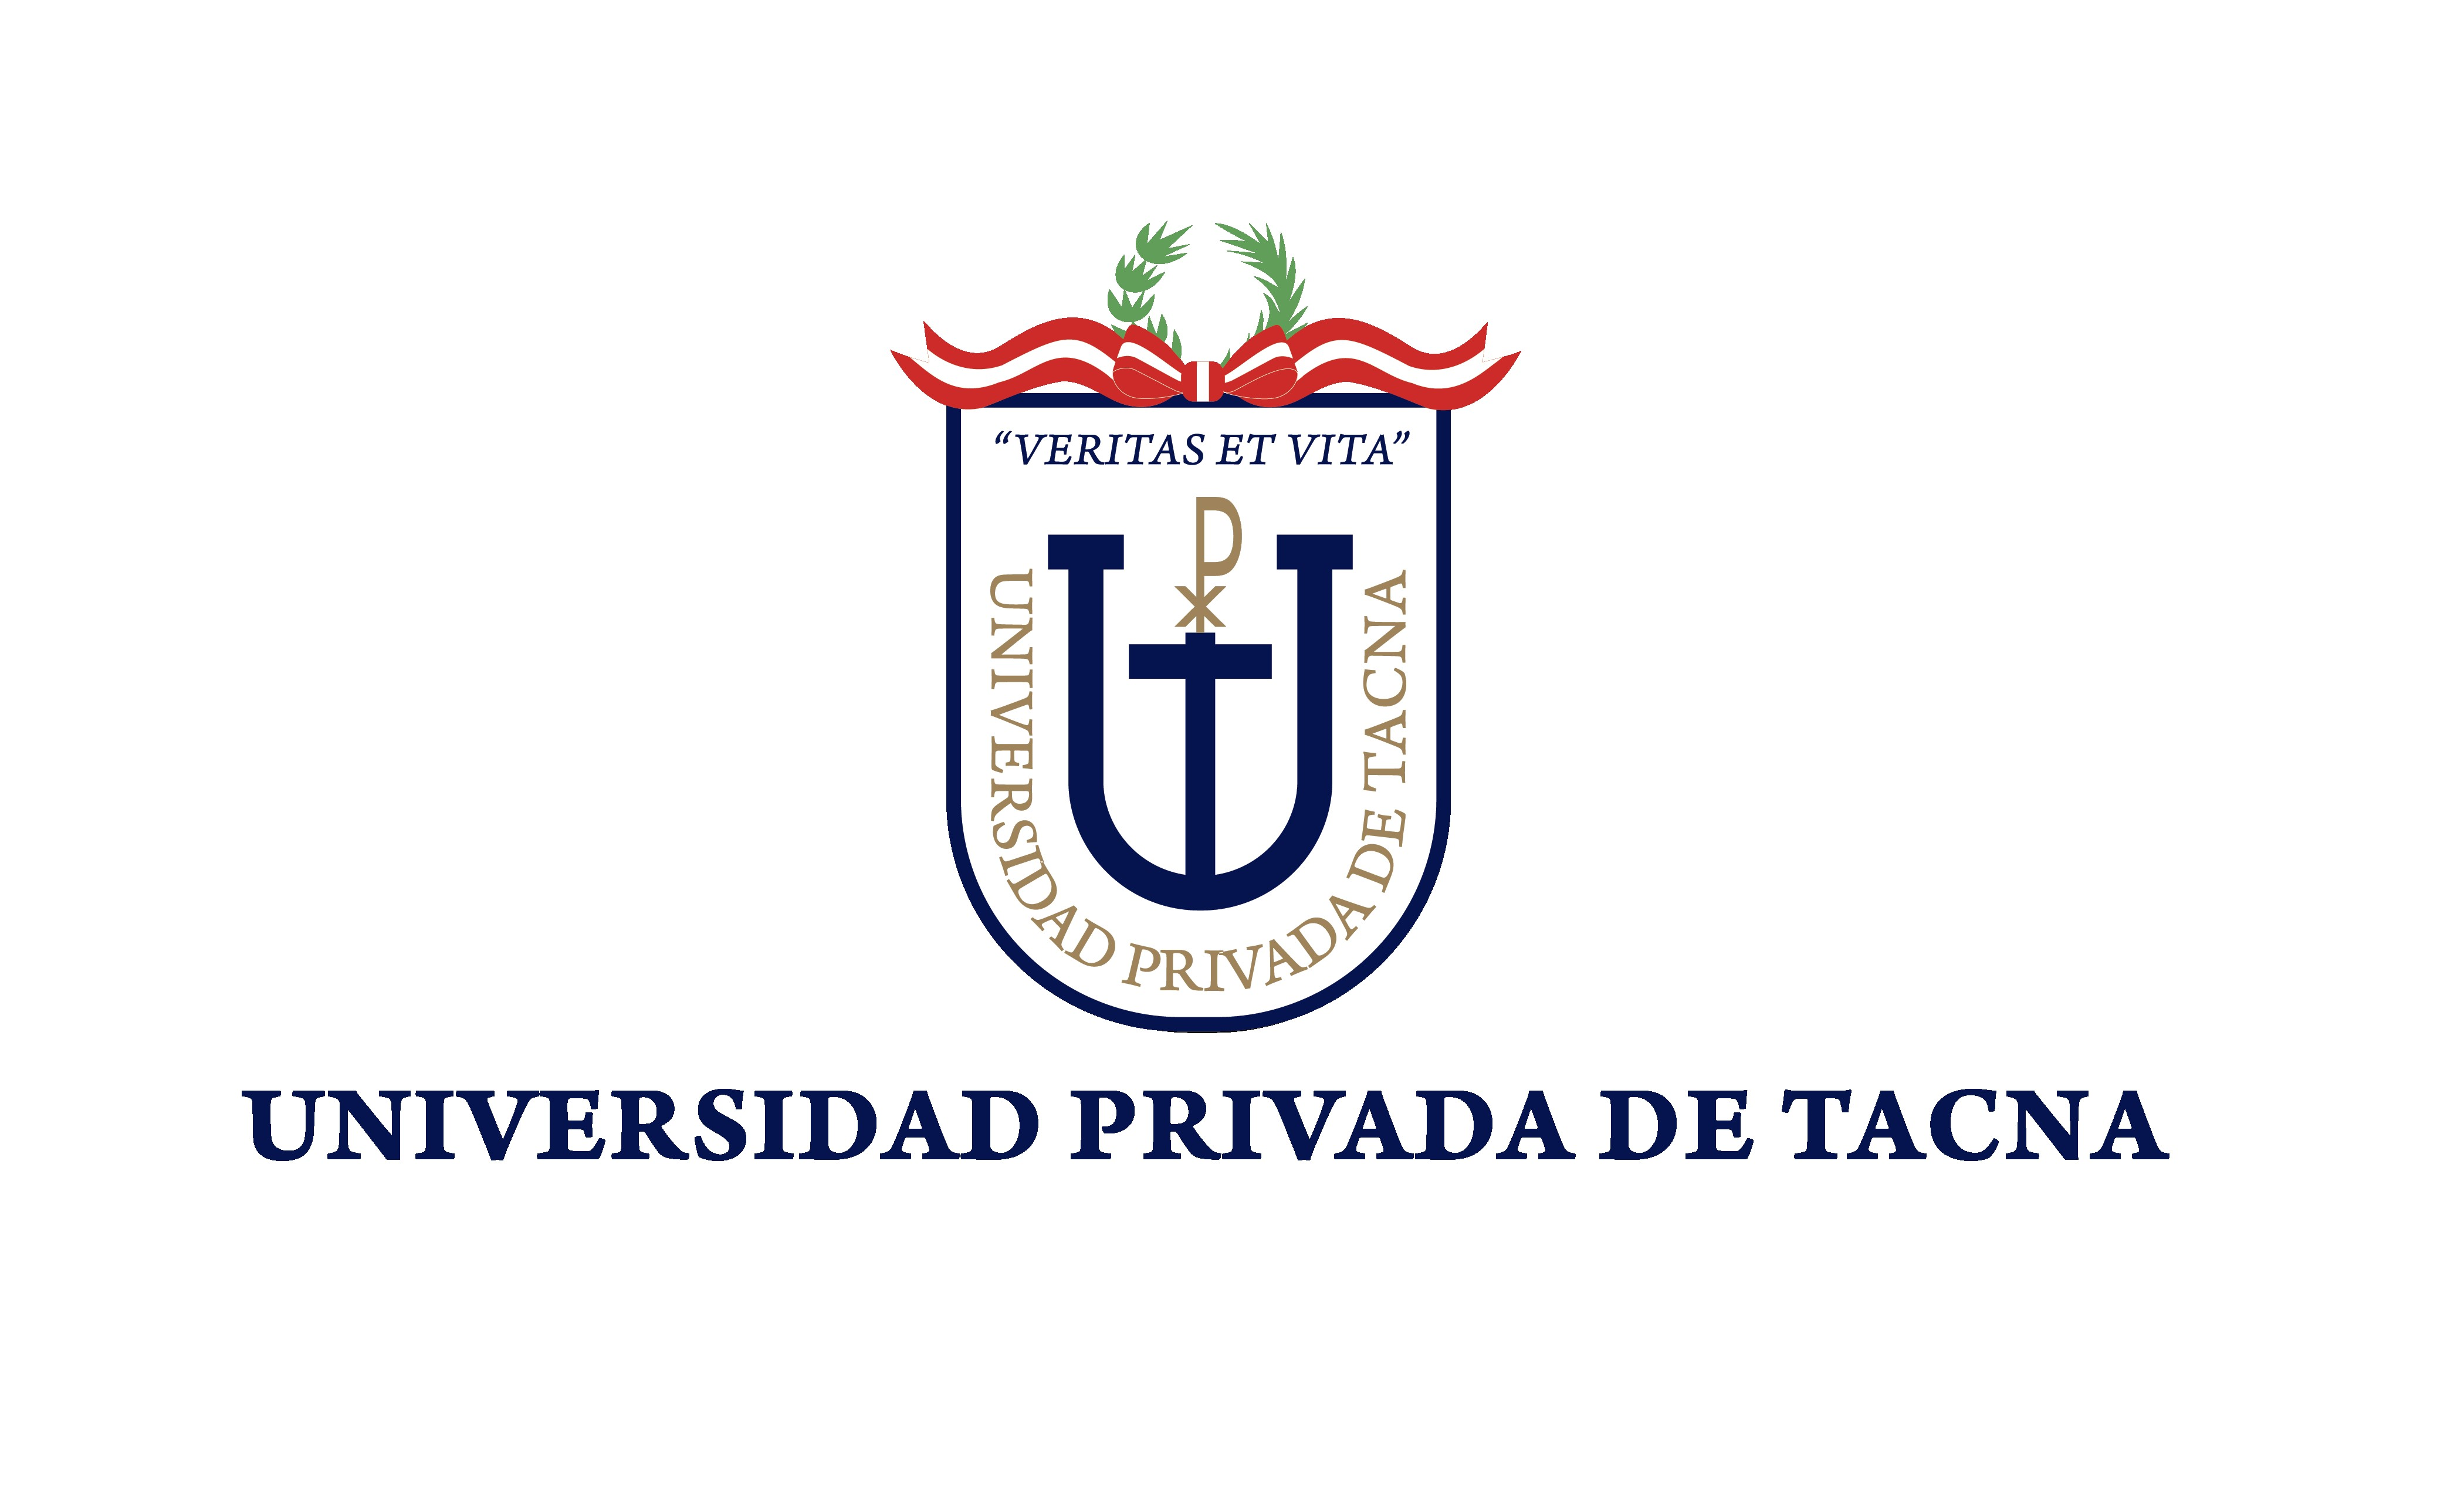 “VERITAS ET VITA”
UNIVERSIDAD PRIVADA DE TACNA
UNIVERSIDAD PRIVADA DE TACNA